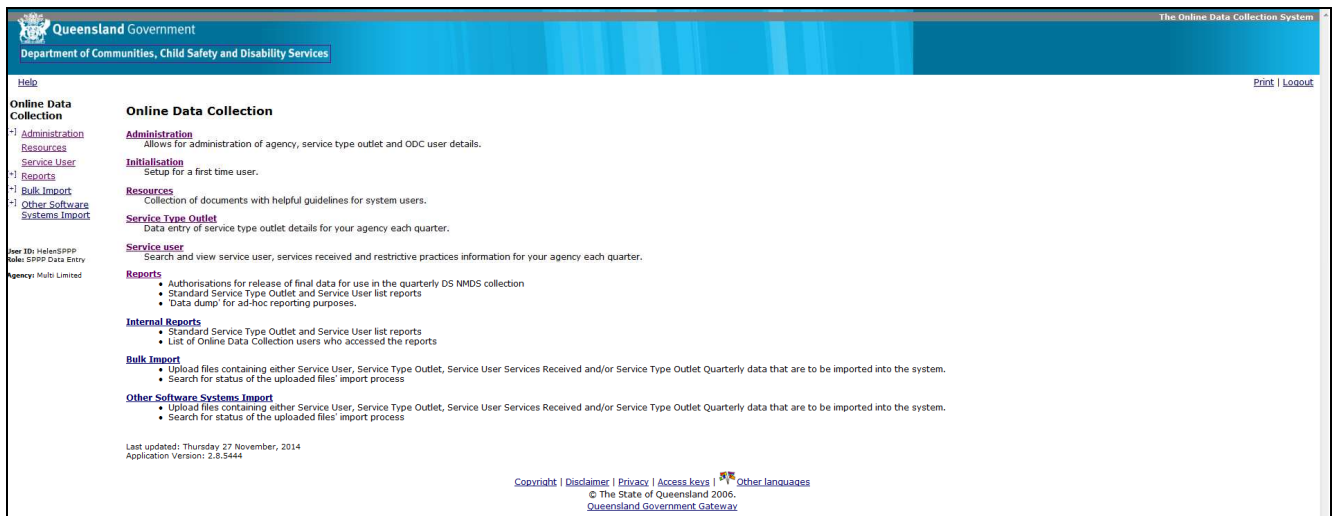 The Online Data Collection System
Queensland Government
Department of Communities, Child Safety and Disability Services
Help
Print | Logout
Online Data
Collection
[+] Administration
Resources
Service User
[+] Reports
[+] Bulk Import
[+] Other Software
Systems Import
User ID: HelenSPPP
Role: SPPP Data Entry
Agency: Multi Limited
Online Data Collection
Administration
Allows for administration of agency, service type outlet and ODC user details.
Initialisation
Setup for a first time user.
Resources
Collection of documents with helpful guidelines for system users.
Service Type Outlet
Data entry of service type outlet details for your agency each quarter.
Service user
Search and view service user, services received and restrictive practices information for your agency each quarter.
Reports
• Authorisations for release of final data for use in the quarterly DS NMDS collection
• Standard Service Type Outlet and Service User list reports
• 'Data dump' for ad-hoc reporting purposes.
Internal Reports
• Standard Service Type Outlet and Service User list reports
• List of Online Data Collection users who accessed the reports
Bulk Import
• Upload files containing either Service User, Service Type Outlet, Service User Services Received and/or Service Type Outlet Quarterly data that are to be imported into the system.
• Search for status of the uploaded files' import process
Other Software Systems Import
• Upload files containing either Service User, Service Type Outlet, Service User Services Received and/or Service Type Outlet Quarterly data that are to be imported into the system.
• Search for status of the uploaded files' import process
Last updated: Thursday 27 November, 2014
Application Version: 2.8.5444
Copyright | Disclaimer | Privacy | Access keys | Other languages
© The State of Queensland 2006.
Queensland Government Gateway